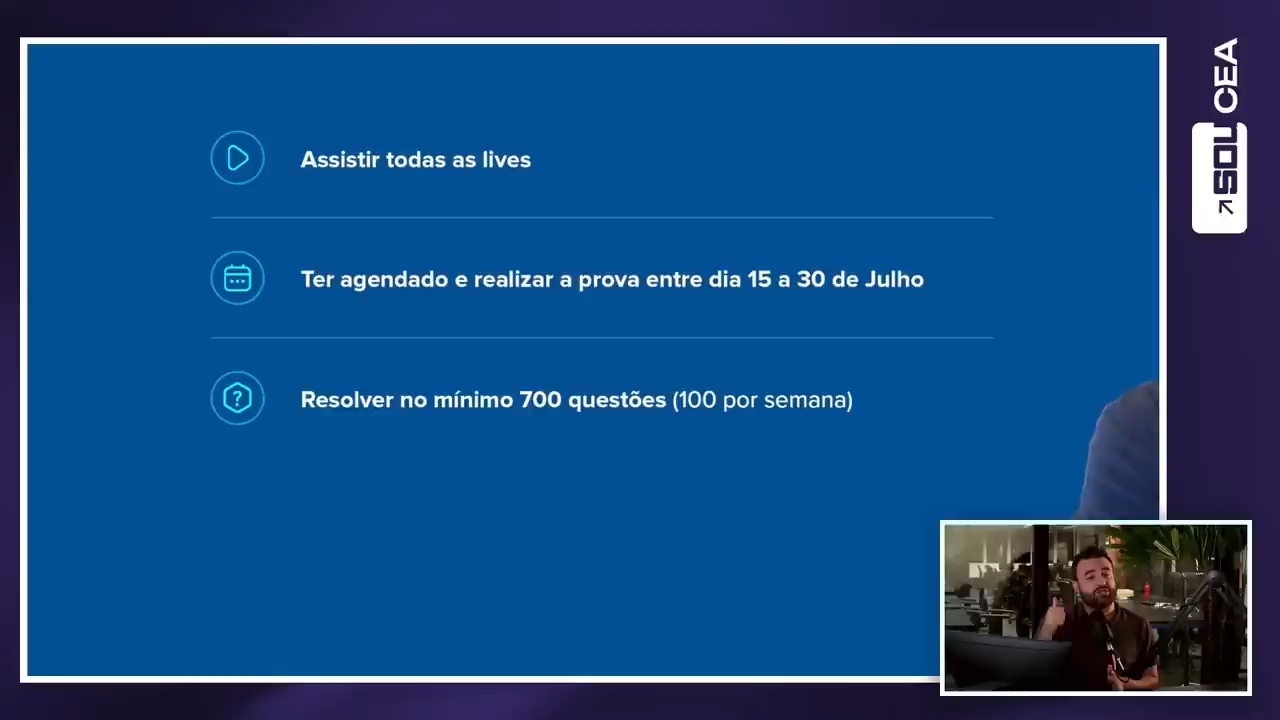 Assistir todas as lives
Ter agendado e realizar a prova entre dia 15 a 30 de Julho
Resolver no mínimo 700 questões (100 por semana)
SOU CEA